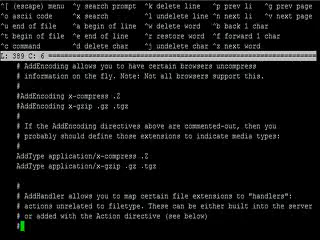 ^[ (escape) menu ^y search prompt ^k delete line ^p prev li ^g prev page
^o ascii code ^x search ^l undelete line ^n next li ^v next page
^u end of file ^a begin of line ^w delete word ^b back 1 char
^t begin of file ^e end of line ^r restore word ^f forward 1 char
^c command ^d delete char ^j undelete char ^z next word
L: 389 C: 6
# AddEncoding allows you to have certain browsers uncompress
# information on the fly. Note: Not all browsers support this.
#
#AddEncoding x-compress .Z
#AddEncoding x-gzip .gz .tgz
#
# If the AddEncoding directives above are commented-out, then you
# probably should define those extensions to indicate media types:
#
AddType application/x-compress .Z
AddType application/x-gzip .gz .tgz
#
# AddHandler allows you to map certain file extensions to "handlers":
# actions unrelated to filetype. These can be either built into the server
# or added with the Action directive (see below)
#